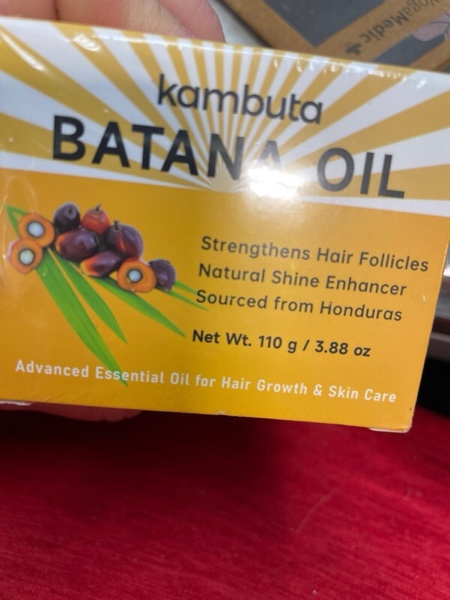 YogaMedic
kambuta
BATANA OIL
Strengthens Hair Follicles
Natural Shine Enhancer
Sourced from Honduras
Net Wt. 110 g / 3.88 oz
Advanced Essential Oil for Hair Growth & Skin Care